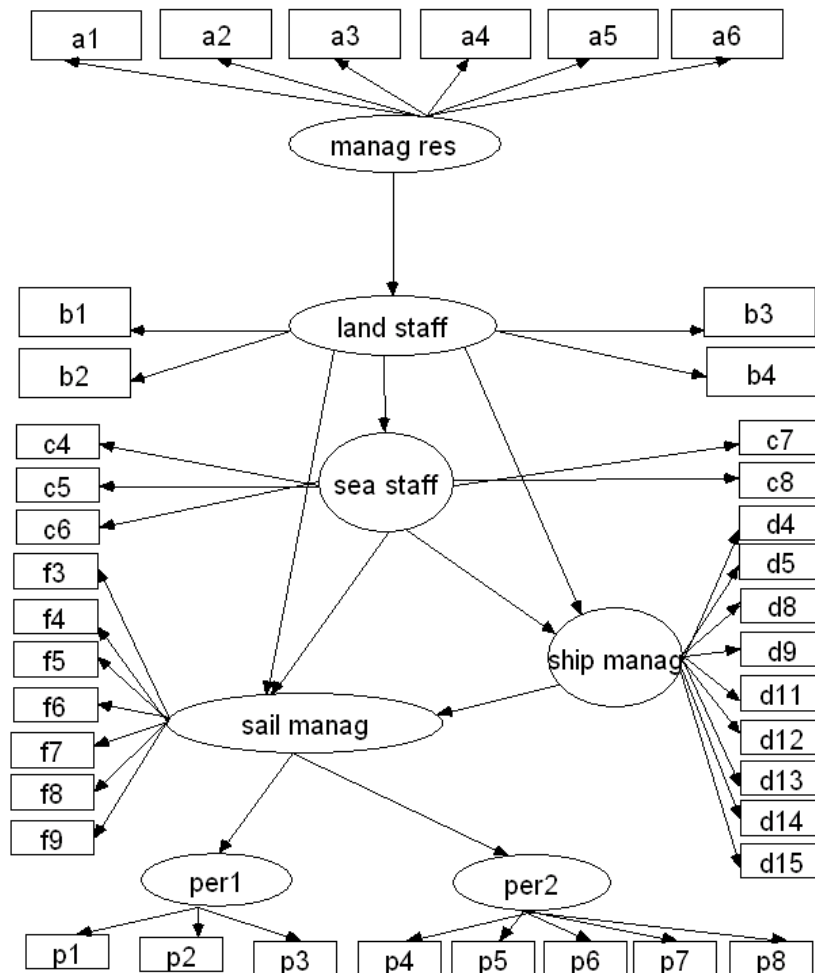 a1 a2 a3 a4 a5 a6
manag res
b1 land staff b3
b2 b4
c4 c7
c5 sea staff c8
c6 d4
f3 d5
f4 d8
f5 ship manag d9
f6 sail manag d11
f7 d12
f8 d13
f9 d14
d15
per1 per2
p1 p2 p3 p4 p5 p6 p7 p8